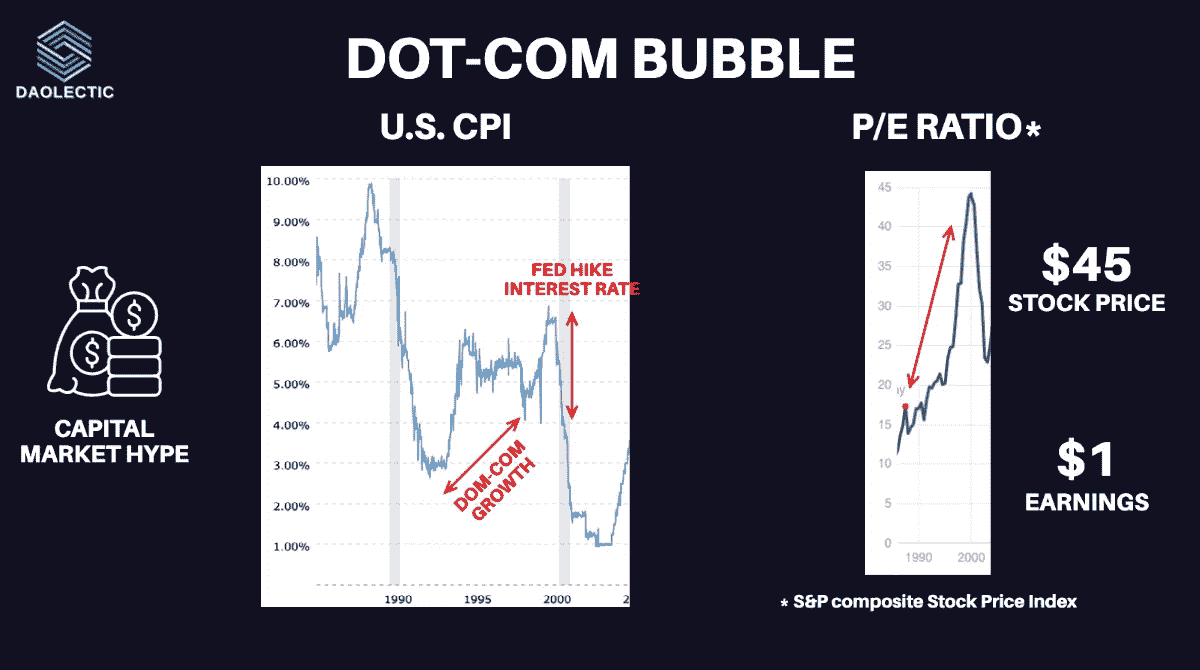 DAOLECTIC
DOT-COM BUBBLE
U.S. CPI
P/E RATIO*
10.00%
9.00%
8.00%
7.00%
6.00%
5.00%
4.00%
3.00%
2.00%
1.00%
1990
1995
2000
2
FED HIKE
INTEREST RATE
DOM-COM
GROWTH
45
40
35
30
25
20
15
10
5
0
1990
2000
$45
STOCK PRICE
$1
EARNINGS
CAPITAL
MARKET HYPE
* S&P composite Stock Price Index